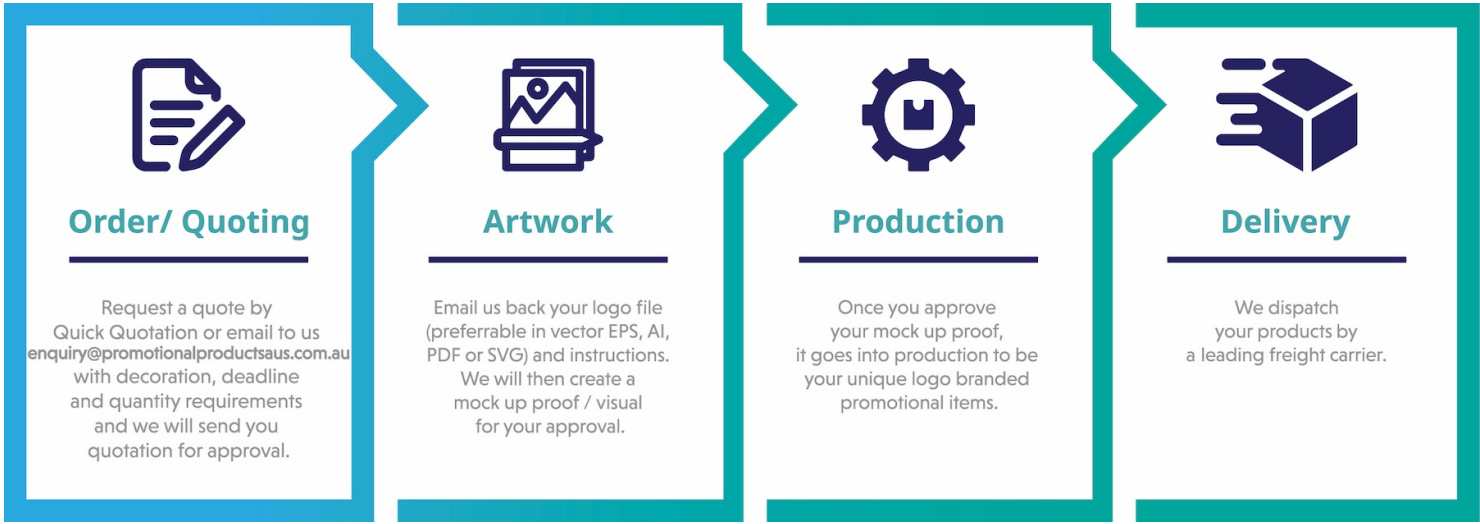 Order/ Quoting
Request a quote by
Quick Quotation or email to us
enquiry@promotionalproductsaus.com.au
with decoration, deadline
and quantity requirements
and we will send you
quotation for approval.
Artwork
Email us back your logo file
(preferrable in vector EPS, AI,
PDF or SVG) and instructions.
We will then create a
mock up proof / visual
for your approval.
Production
Once you approve
your mock up proof,
it goes into production to be
your unique logo branded
promotional items.
Delivery
We dispatch
your products by
a leading freight carrier.